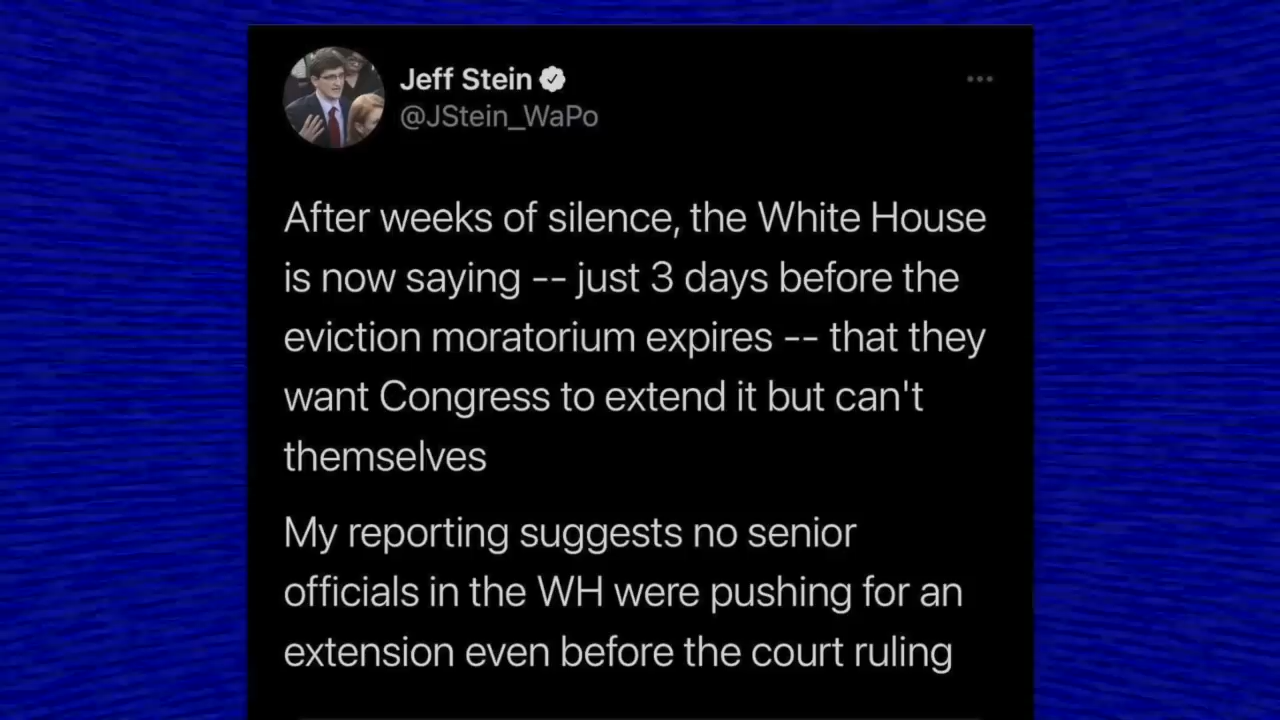 Jeff Stein
@JStein_WaPo
After weeks of silence, the White House
is now saying -- just 3 days before the
eviction moratorium expires -- that they
want Congress to extend it but can't
themselves
My reporting suggests no senior
officials in the WH were pushing for an
extension even before the court ruling